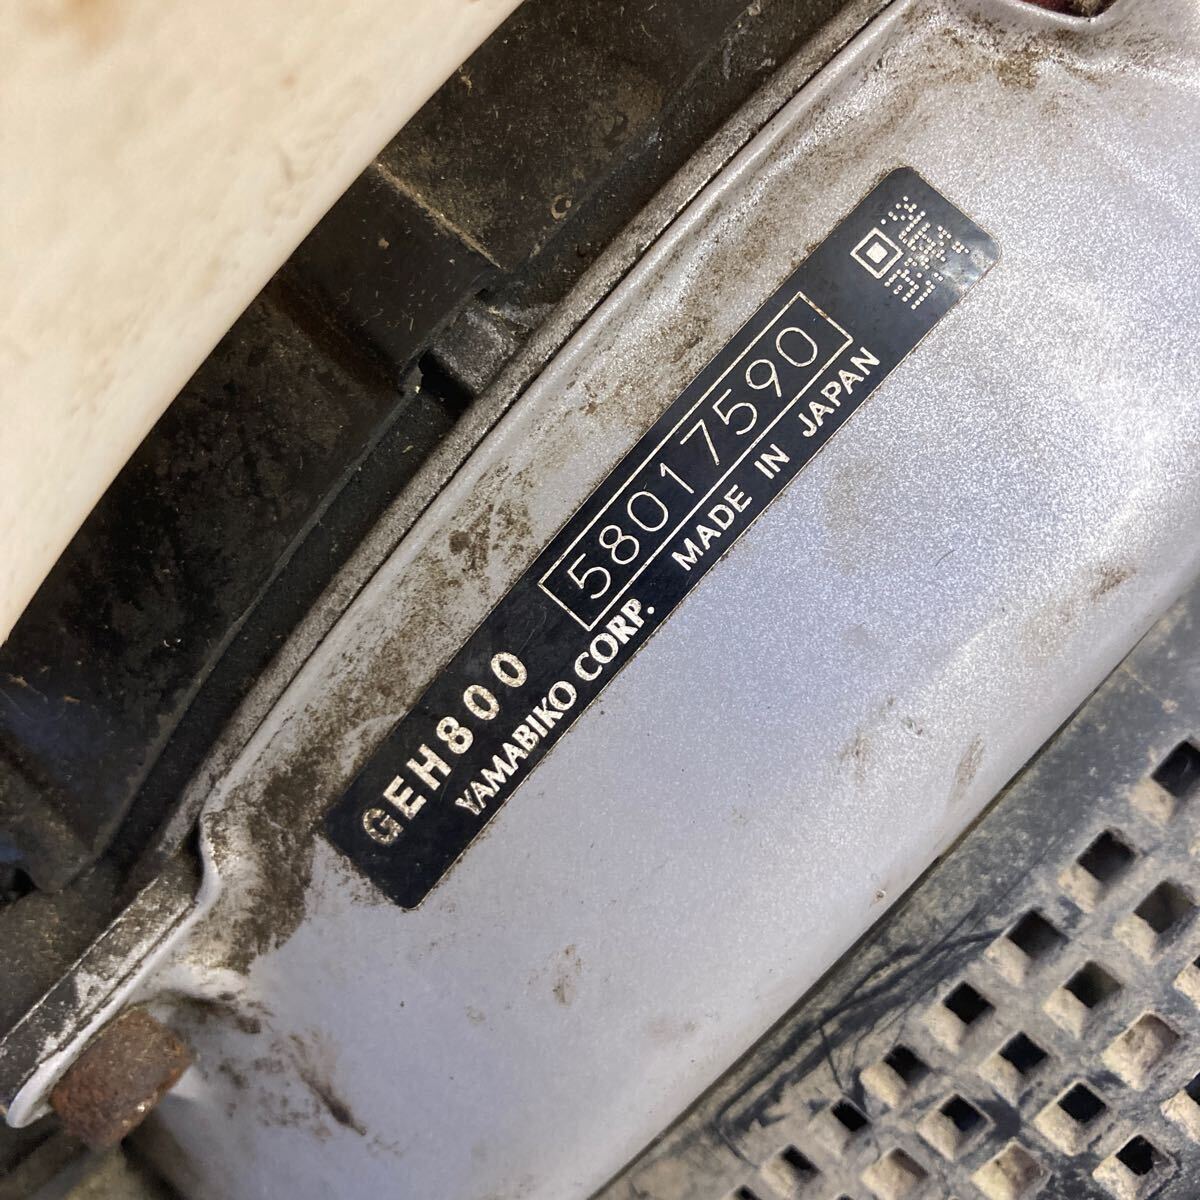 GEH800 58017590
YAMABIKO CORP. MADE IN JAPAN